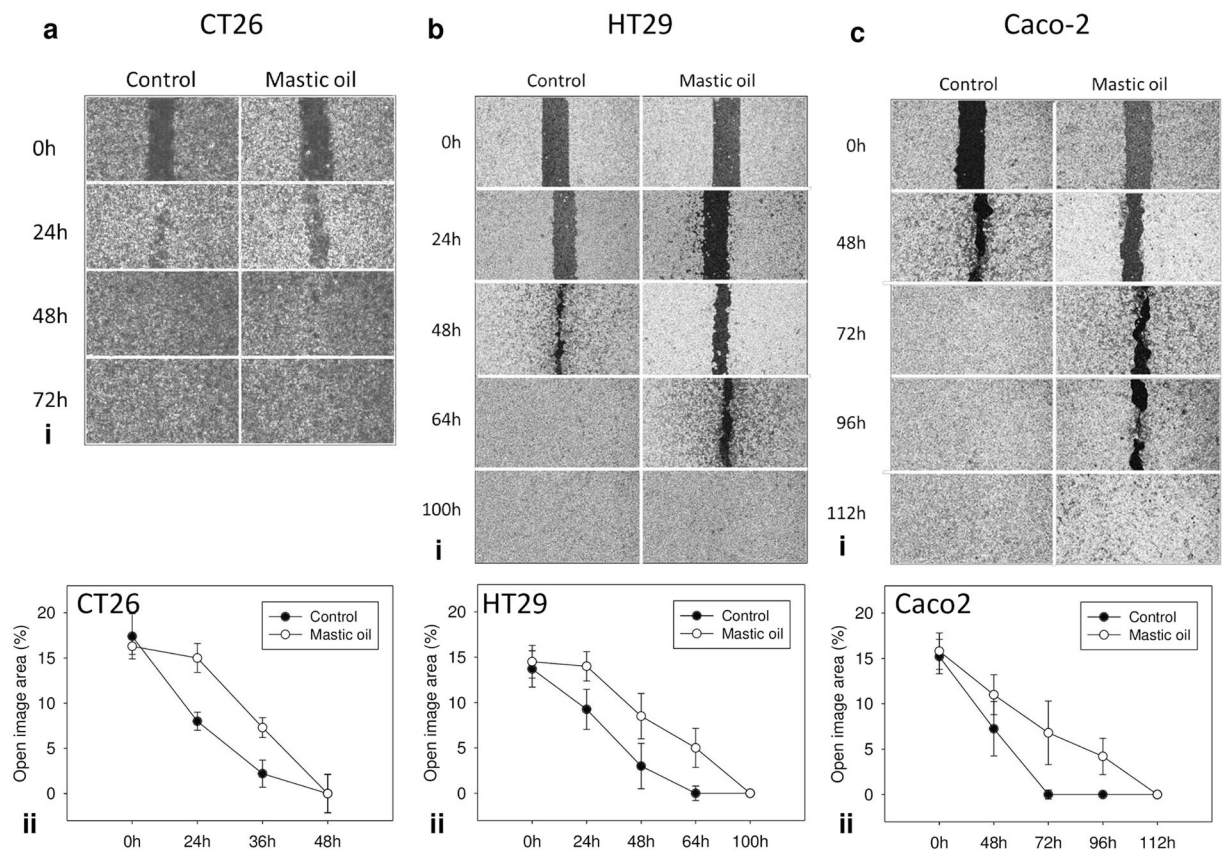 a CT26
Control Mastic oil
0h
24h
48h
72h
i
b HT29
Control Mastic oil
0h
24h
48h
64h
100h
i
c Caco-2
Control Mastic oil
0h
48h
72h
96h
112h
i
CT26
Control
Mastic oil
Open image area (%)
20
15
10
5
0
0h 24h 36h 48h
ii
HT29
Control
Mastic oil
Open image area (%)
20
15
10
5
0
0h 24h 48h 64h 100h
ii
Caco2
Control
Mastic oil
Open image area (%)
20
15
10
5
0
0h 48h 72h 96h 112h
ii